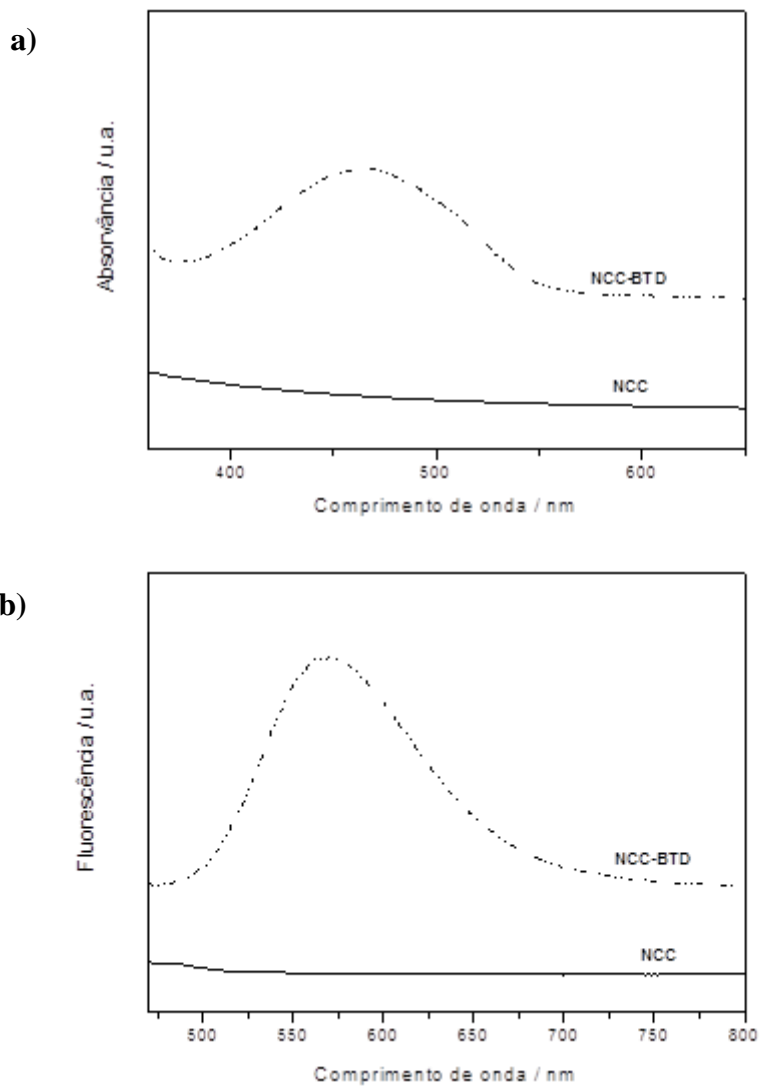 a)
Absorvância / u.a.
NCC-BTD
NCC
400 500 600
Comprimento de onda / nm
b)
Fluorescência /u.a.
NCC-BTD
NCC
500 550 600 650 700 750 800
Comprimento de onda / nm